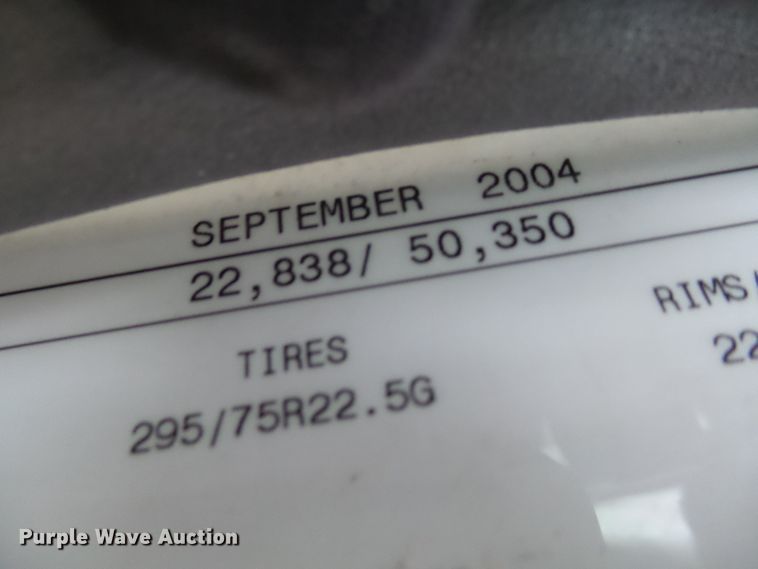 SEPTEMBER 2004
22,838/ 50,350
TIRES RIMS
295/75R22.5G 22
Purple Wave Auction